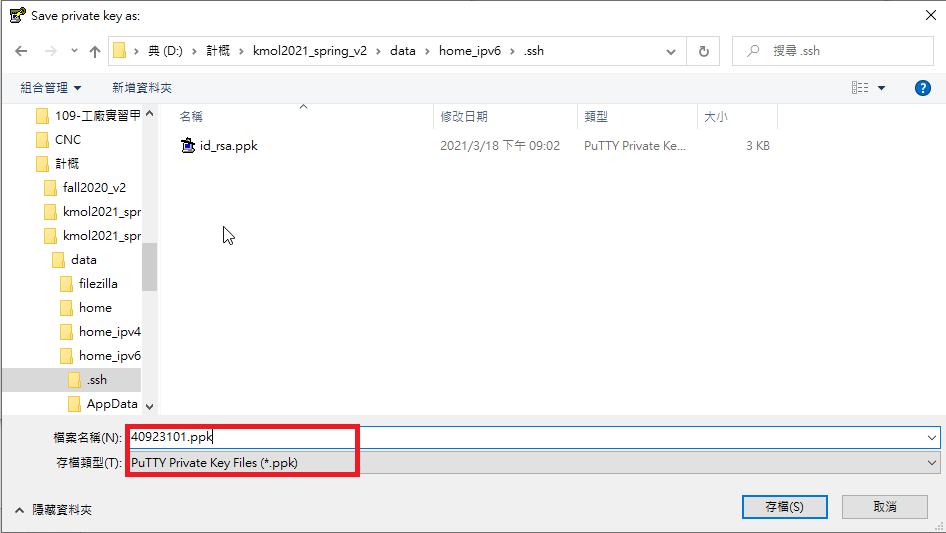 Save private key as:
典 (D:) › 計概 › kmol2021_spring_v2 › data › home_ipv6 › .ssh
搜尋 .ssh
組合管理 新增資料夾
名稱 修改日期 類型 大小
id_rsa.ppk 2021/3/18 下午 09:02 PuTTY Private Ke... 3 KB
109-工廠實習甲
CNC
計概
fall2020_v2
kmol2021_spr
kmol2021_spr
data
filezilla
home
home_ipv4
home_ipv6
.ssh
AppData
檔案名稱(N): 40923101.ppk
存檔類型(T): PuTTY Private Key Files (*.ppk)
隱藏資料夾 存檔(S) 取消